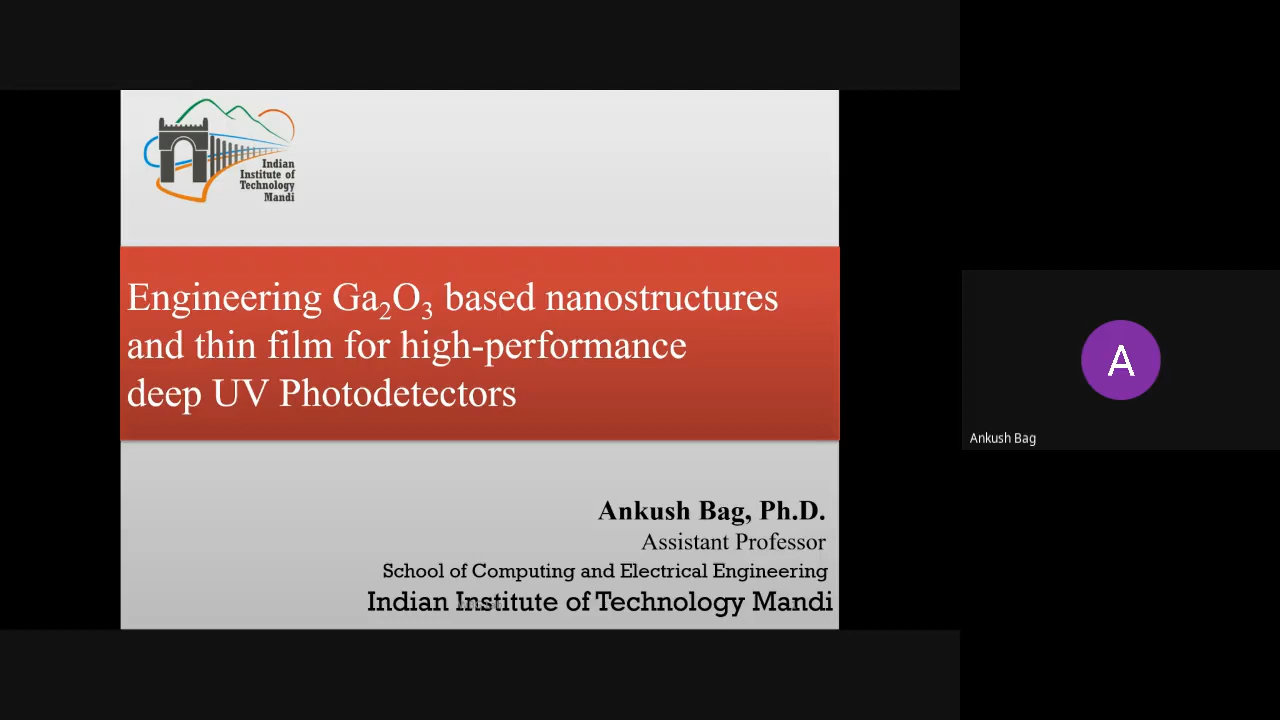 Indian
Institute of
Technology
Mandi
Engineering Ga₂O₃ based nanostructures
and thin film for high-performance
deep UV Photodetectors
Ankush Bag, Ph.D.
Assistant Professor
School of Computing and Electrical Engineering
Indian Institute of Technology Mandi
A
Ankush Bag